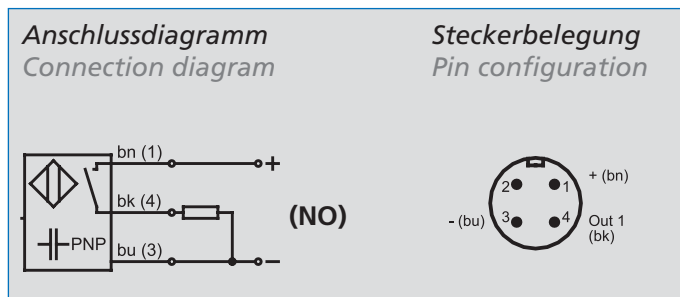 Anschlussdiagramm
Connection diagram
bn (1)
+
bk (4)
(NO)
PNP
bu (3)
–
Steckerbelegung
Pin configuration
2
1
+ (bn)
- (bu)
3
4
Out 1
(bk)